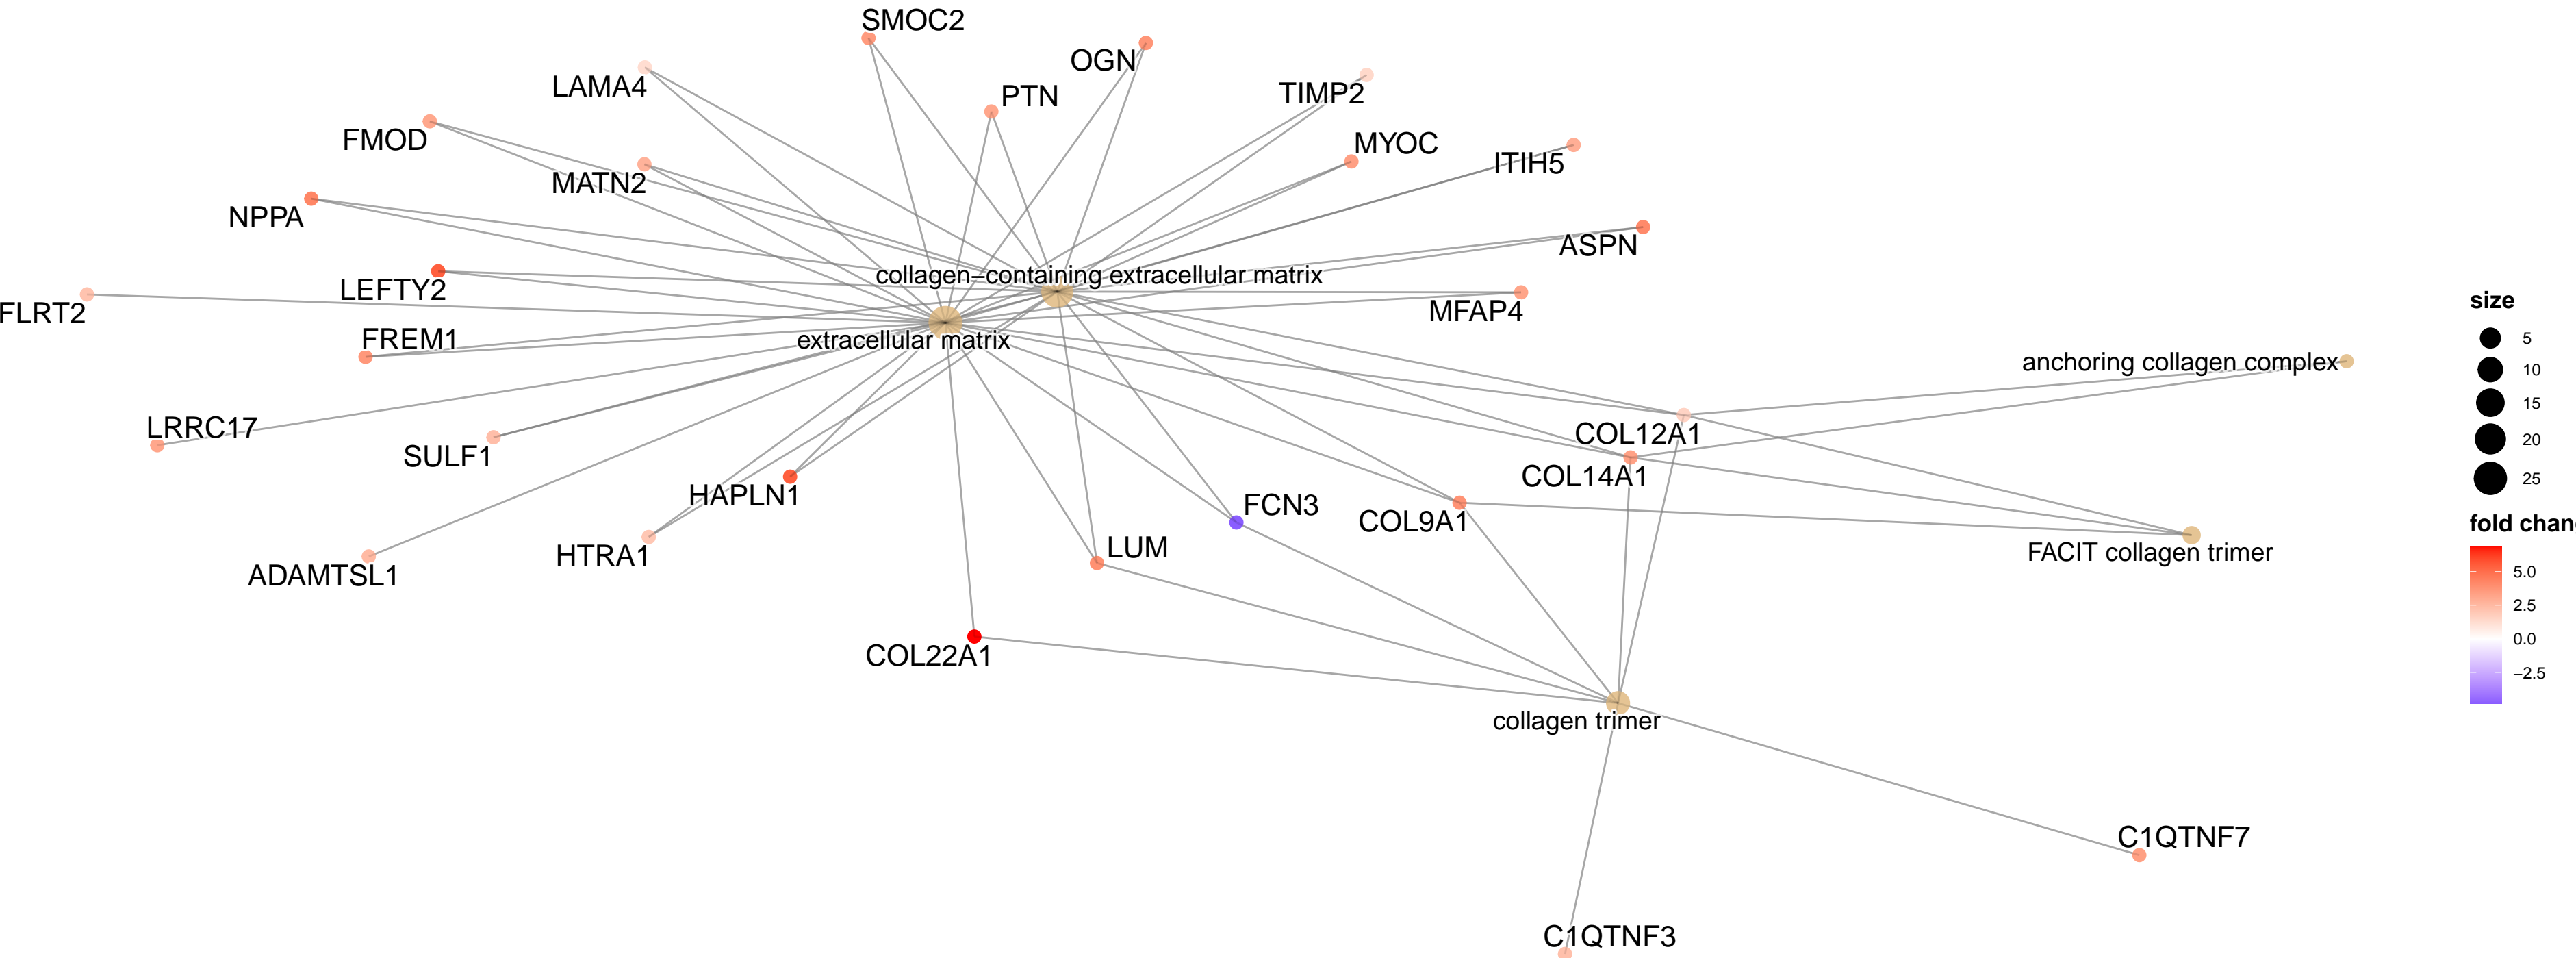 SMOC2
OGN
LAMA4
PTN
TIMP2
FMOD
MYOC
ITIH5
MATN2
NPPA
ASPN
collagen−containing extracellular matrix
LEFTY2
FLRT2
MFAP4
FREM1
extracellular matrix
anchoring collagen complex
LRRC17
COL12A1
SULF1
COL14A1
HAPLN1
FCN3
COL9A1
HTRA1
LUM
FACIT collagen trimer
ADAMTSL1
COL22A1
collagen trimer
C1QTNF7
C1QTNF3
size
5
10
15
20
25
fold chan
5.0
2.5
0.0
−2.5